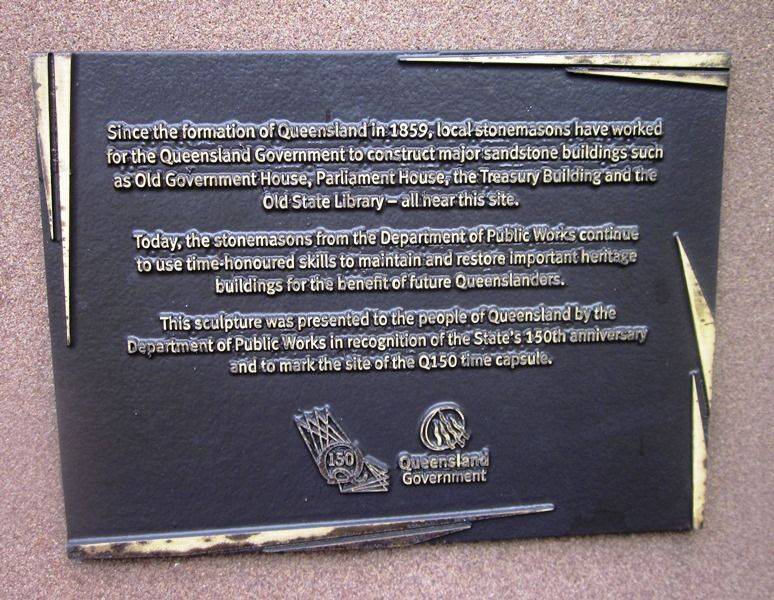 Since the formation of Queensland in 1859, local stonemasons have worked
for the Queensland Government to construct major sandstone buildings such
as Old Government House, Parliament House, the Treasury Building and the
Old State Library – all near this site.
Today, the stonemasons from the Department of Public Works continue
to use time-honoured skills to maintain and restore important heritage
buildings for the benefit of future Queenslanders.
This sculpture was presented to the people of Queensland by the
Department of Public Works in recognition of the State's 150th anniversary
and to mark the site of the Q150 time capsule.
150
Queensland
Government